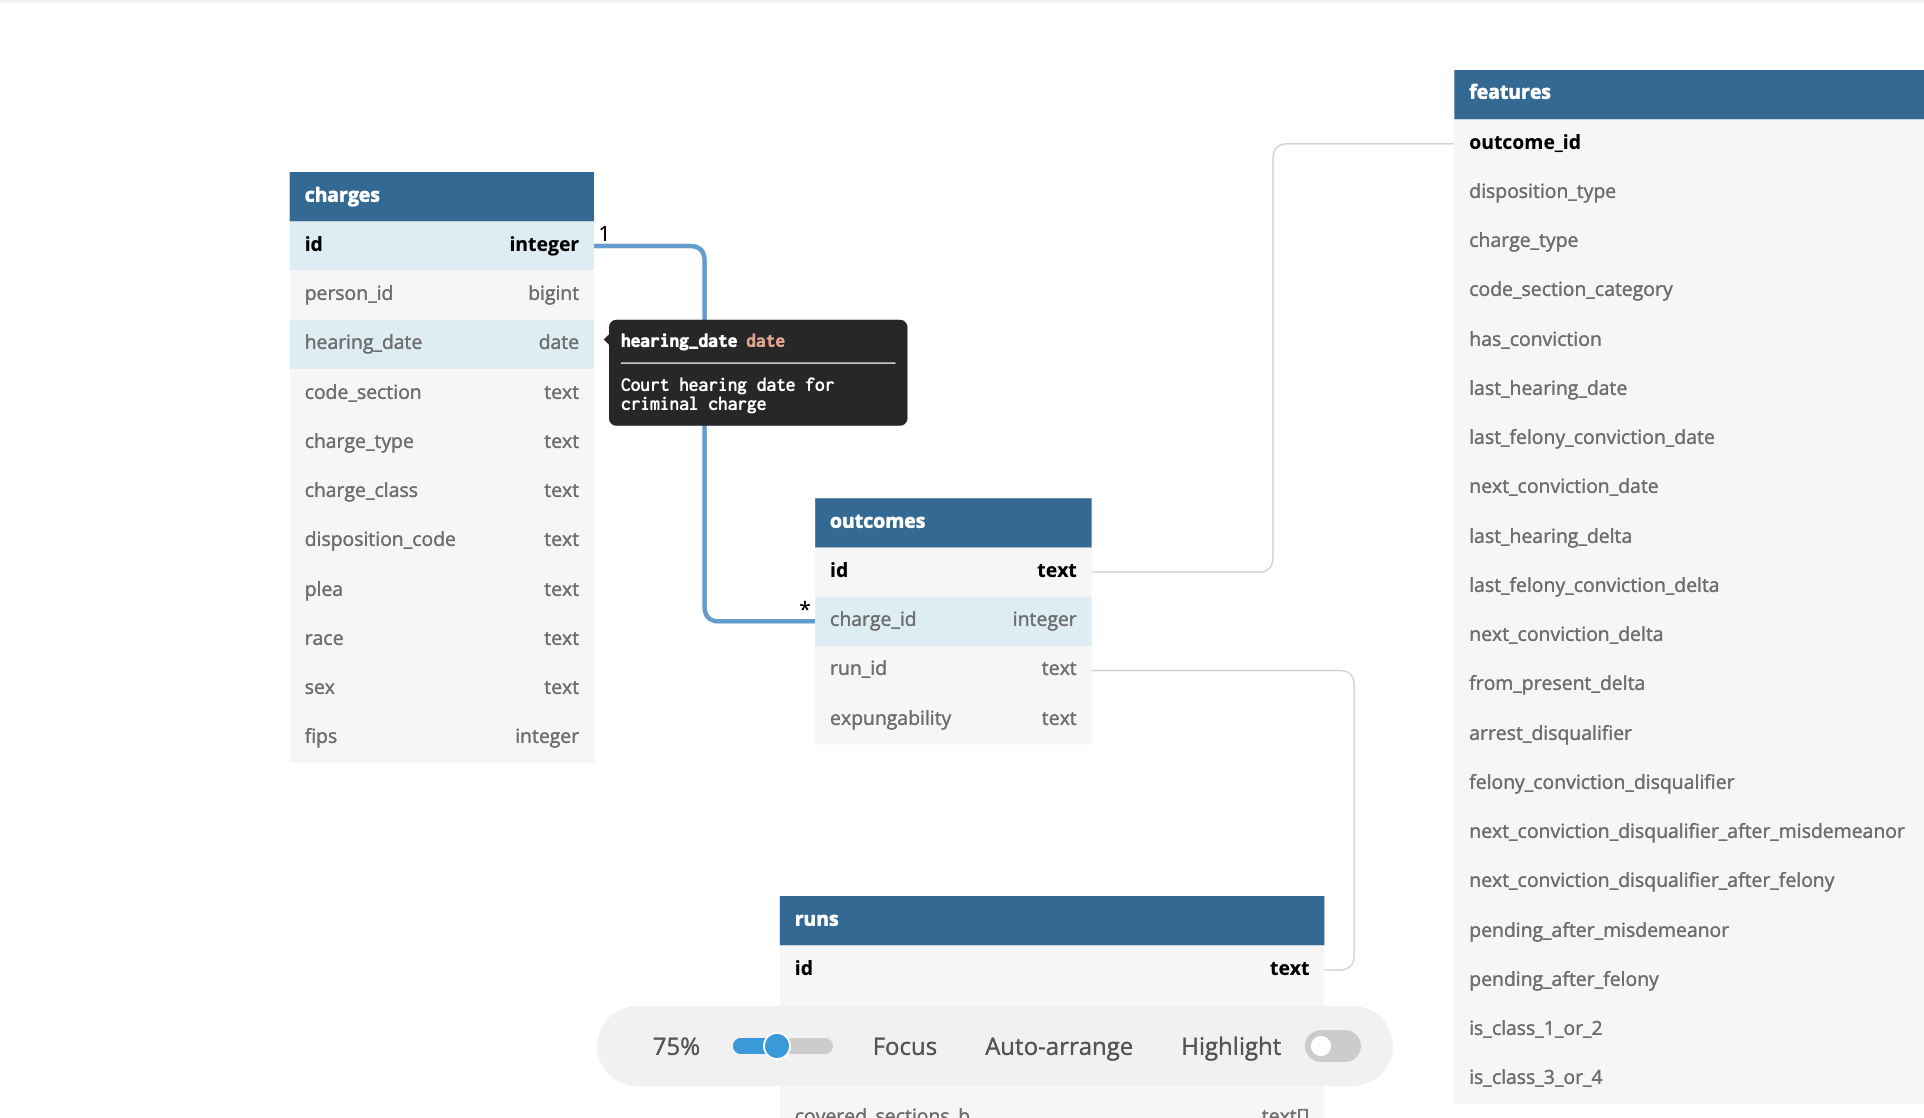 charges
id integer
person_id bigint
hearing_date date
code_section text
charge_type text
charge_class text
disposition_code text
plea text
race text
sex text
fips integer
1
hearing_date date
Court hearing date for
criminal charge
*
outcomes
id text
charge_id integer
run_id text
expungability text
features
outcome_id
disposition_type
charge_type
code_section_category
has_conviction
last_hearing_date
last_felony_conviction_date
next_conviction_date
last_hearing_delta
last_felony_conviction_delta
next_conviction_delta
from_present_delta
arrest_disqualifier
felony_conviction_disqualifier
next_conviction_disqualifier_after_misdemeanor
next_conviction_disqualifier_after_felony
pending_after_misdemeanor
pending_after_felony
is_class_1_or_2
is_class_3_or_4
runs
id text
75% Focus Auto-arrange Highlight
covered_sections_b text[]